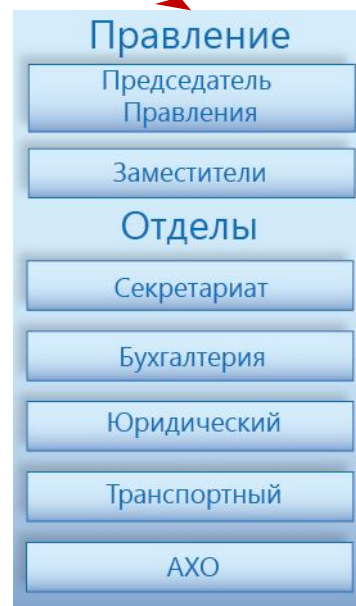 Правление
Председатель
Правления
Заместители
Отделы
Секретариат
Бухгалтерия
Юридический
Транспортный
АХО